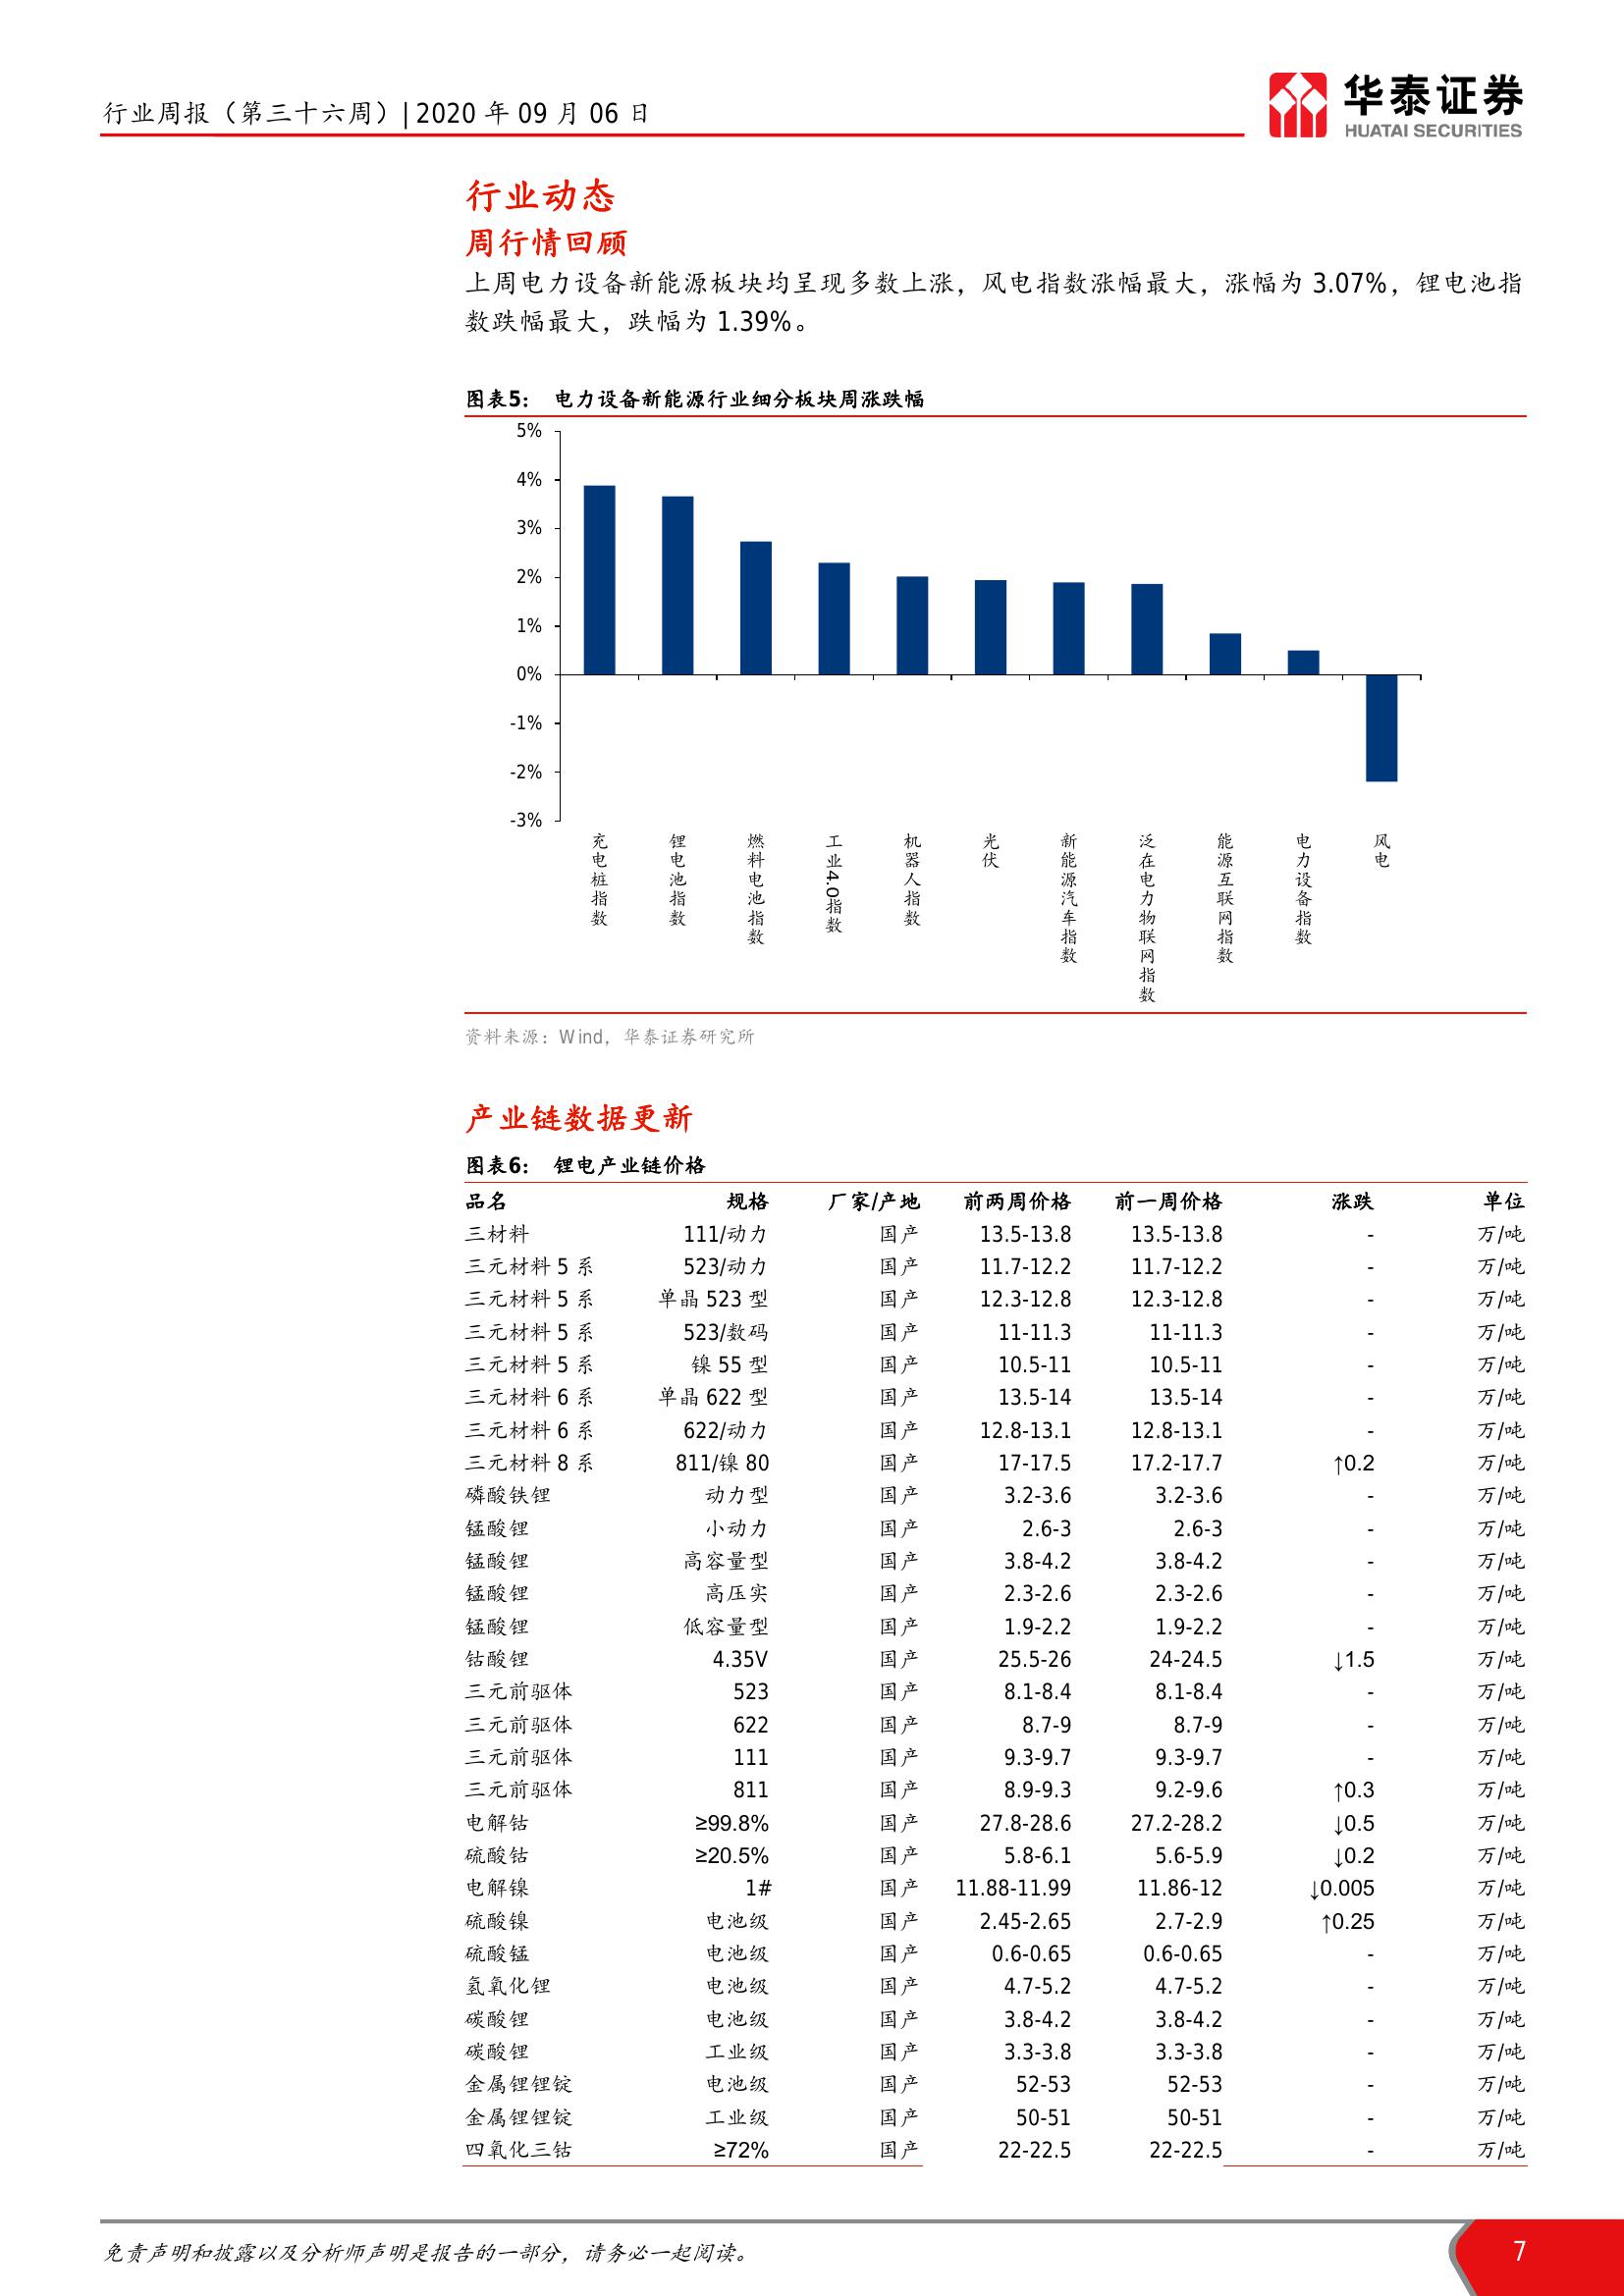 行业周报（第三十六周）|2020 年 09 月 06 日
华泰证券
HUATAI SECURITIES
行业动态
周行情回顾
上周电力设备新能源板块均呈现多数上涨，风电指数涨幅最大，涨幅为 3.07%，锂电池指
数跌幅最大，跌幅为 1.39%。
图表5： 电力设备新能源行业细分板块周涨跌幅
5%
4%
3%
2%
1%
0%
-1%
-2%
-3%
充电桩指数
锂电池指数
燃料电池指数
工业4.0指数
机器人指数
光伏
新能源汽车指数
泛在电力物联网指数
能源互联网指数
电力设备指数
风电
资料来源：Wind，华泰证券研究所
产业链数据更新
图表6： 锂电产业链价格
品名 规格 厂家/产地 前两周价格 前一周价格 涨跌 单位
三材料 111/动力 国产 13.5-13.8 13.5-13.8 - 万/吨
三元材料 5 系 523/动力 国产 11.7-12.2 11.7-12.2 - 万/吨
三元材料 5 系 单晶 523 型 国产 12.3-12.8 12.3-12.8 - 万/吨
三元材料 5 系 523/数码 国产 11-11.3 11-11.3 - 万/吨
三元材料 5 系 镍 55 型 国产 10.5-11 10.5-11 - 万/吨
三元材料 6 系 单晶 622 型 国产 13.5-14 13.5-14 - 万/吨
三元材料 6 系 622/动力 国产 12.8-13.1 12.8-13.1 - 万/吨
三元材料 8 系 811/镍 80 国产 17-17.5 17.2-17.7 ↑0.2 万/吨
磷酸铁锂 动力型 国产 3.2-3.6 3.2-3.6 - 万/吨
锰酸锂 小动力 国产 2.6-3 2.6-3 - 万/吨
锰酸锂 高容量型 国产 3.8-4.2 3.8-4.2 - 万/吨
锰酸锂 高压实 国产 2.3-2.6 2.3-2.6 - 万/吨
锰酸锂 低容量型 国产 1.9-2.2 1.9-2.2 - 万/吨
钴酸锂 4.35V 国产 25.5-26 24-24.5 ↓1.5 万/吨
三元前驱体 523 国产 8.1-8.4 8.1-8.4 - 万/吨
三元前驱体 622 国产 8.7-9 8.7-9 - 万/吨
三元前驱体 111 国产 9.3-9.7 9.3-9.7 - 万/吨
三元前驱体 811 国产 8.9-9.3 9.2-9.6 ↑0.3 万/吨
电解钴 ≥99.8% 国产 27.8-28.6 27.2-28.2 ↓0.5 万/吨
硫酸钴 ≥20.5% 国产 5.8-6.1 5.6-5.9 ↓0.2 万/吨
电解镍 1# 国产 11.88-11.99 11.86-12 ↓0.005 万/吨
硫酸镍 电池级 国产 2.45-2.65 2.7-2.9 ↑0.25 万/吨
硫酸锰 电池级 国产 0.6-0.65 0.6-0.65 - 万/吨
氢氧化锂 电池级 国产 4.7-5.2 4.7-5.2 - 万/吨
碳酸锂 电池级 国产 3.8-4.2 3.8-4.2 - 万/吨
碳酸锂 工业级 国产 3.3-3.8 3.3-3.8 - 万/吨
金属锂锂锭 电池级 国产 52-53 52-53 - 万/吨
金属锂锂锭 工业级 国产 50-51 50-51 - 万/吨
四氧化三钴 ≥72% 国产 22-22.5 22-22.5 - 万/吨
免责声明和披露以及分析师声明是报告的一部分，请务必一起阅读。
7